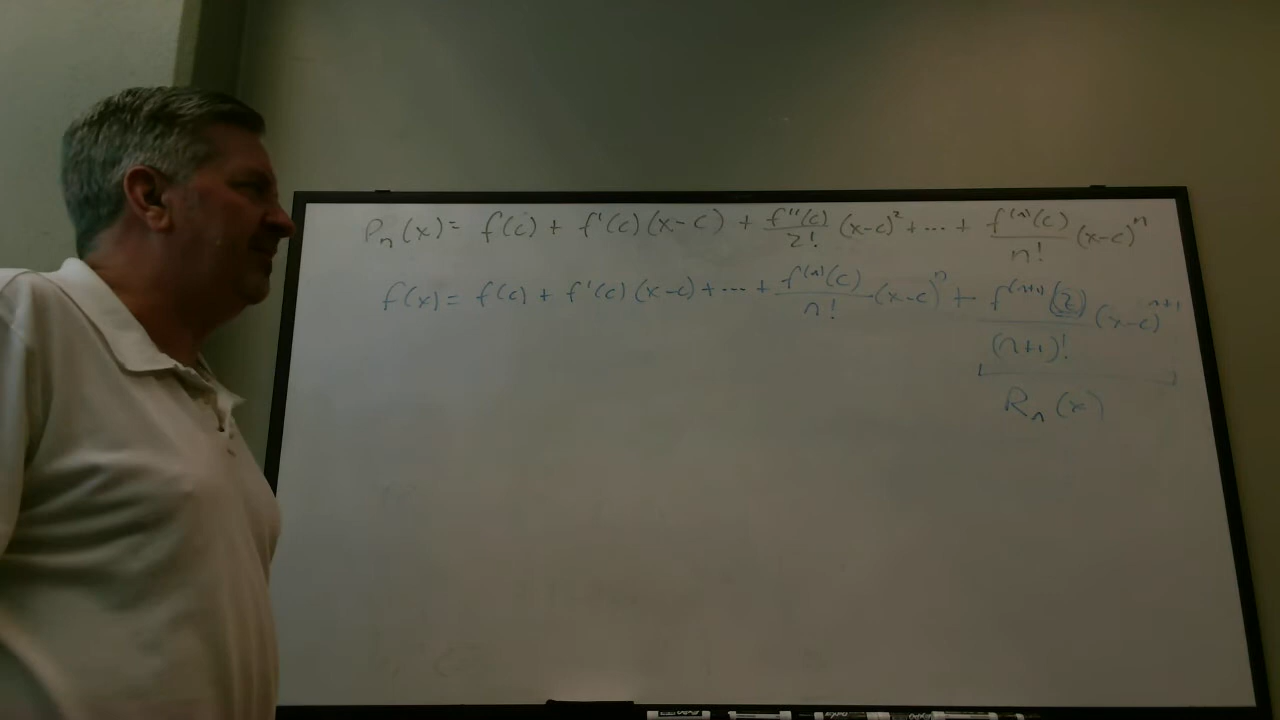 Pₙ(x) = f(c) + f'(c)(x-c) + f''(c)/2! (x-c)² + ... + f⁽ⁿ⁾(c)/n! (x-c)ⁿ
f(x) = f(c) + f'(c)(x-c) + ... + f⁽ⁿ⁾(c)/n! (x-c)ⁿ + f⁽ⁿ⁺¹⁾(z)/(n+1)! (x-c)ⁿ⁺¹
Rₙ(x)